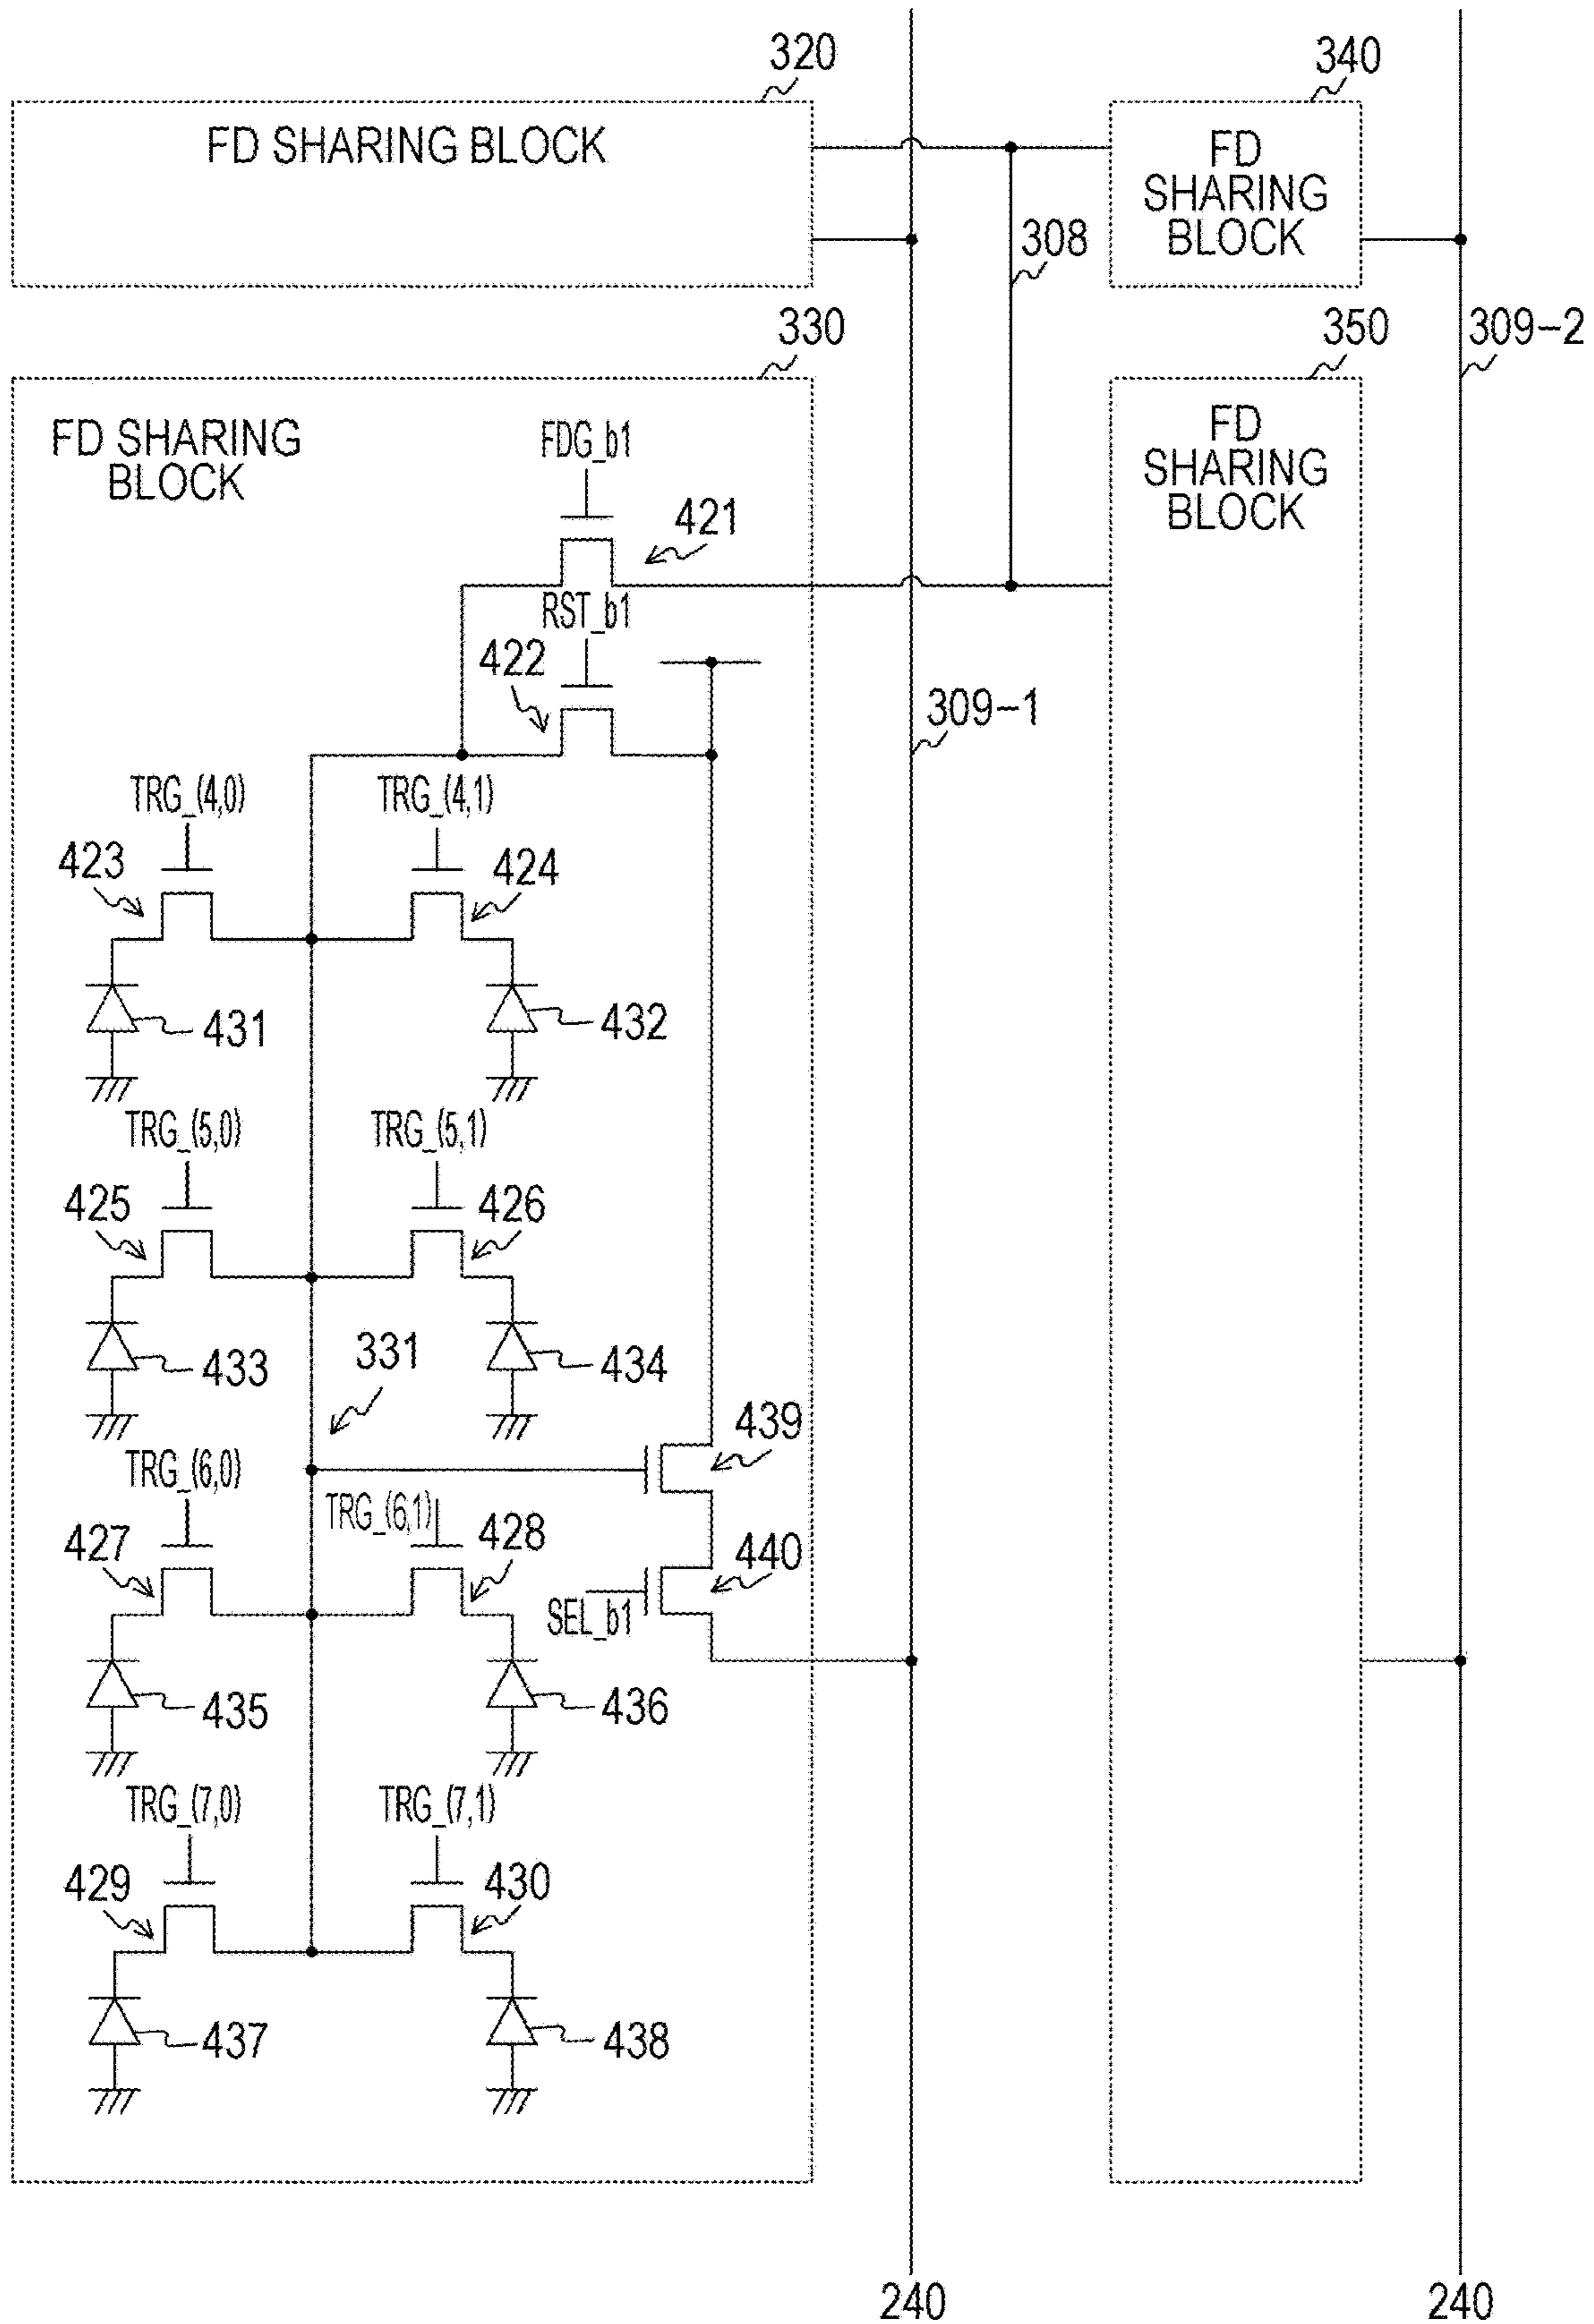 320
340
FD SHARING BLOCK
FD
SHARING
BLOCK
308
330
350
309-2
FD SHARING
BLOCK
FDG_b1
FD
SHARING
BLOCK
421
RST_b1
422
309-1
TRG_(4,0)
TRG_(4,1)
423
424
431
432
TRG_(5,0)
TRG_(5,1)
425
426
331
433
434
439
TRG_(6,0)
TRG_(6,1)
427
428
440
SEL_b1
435
436
TRG_(7,0)
TRG_(7,1)
429
430
437
438
240
240